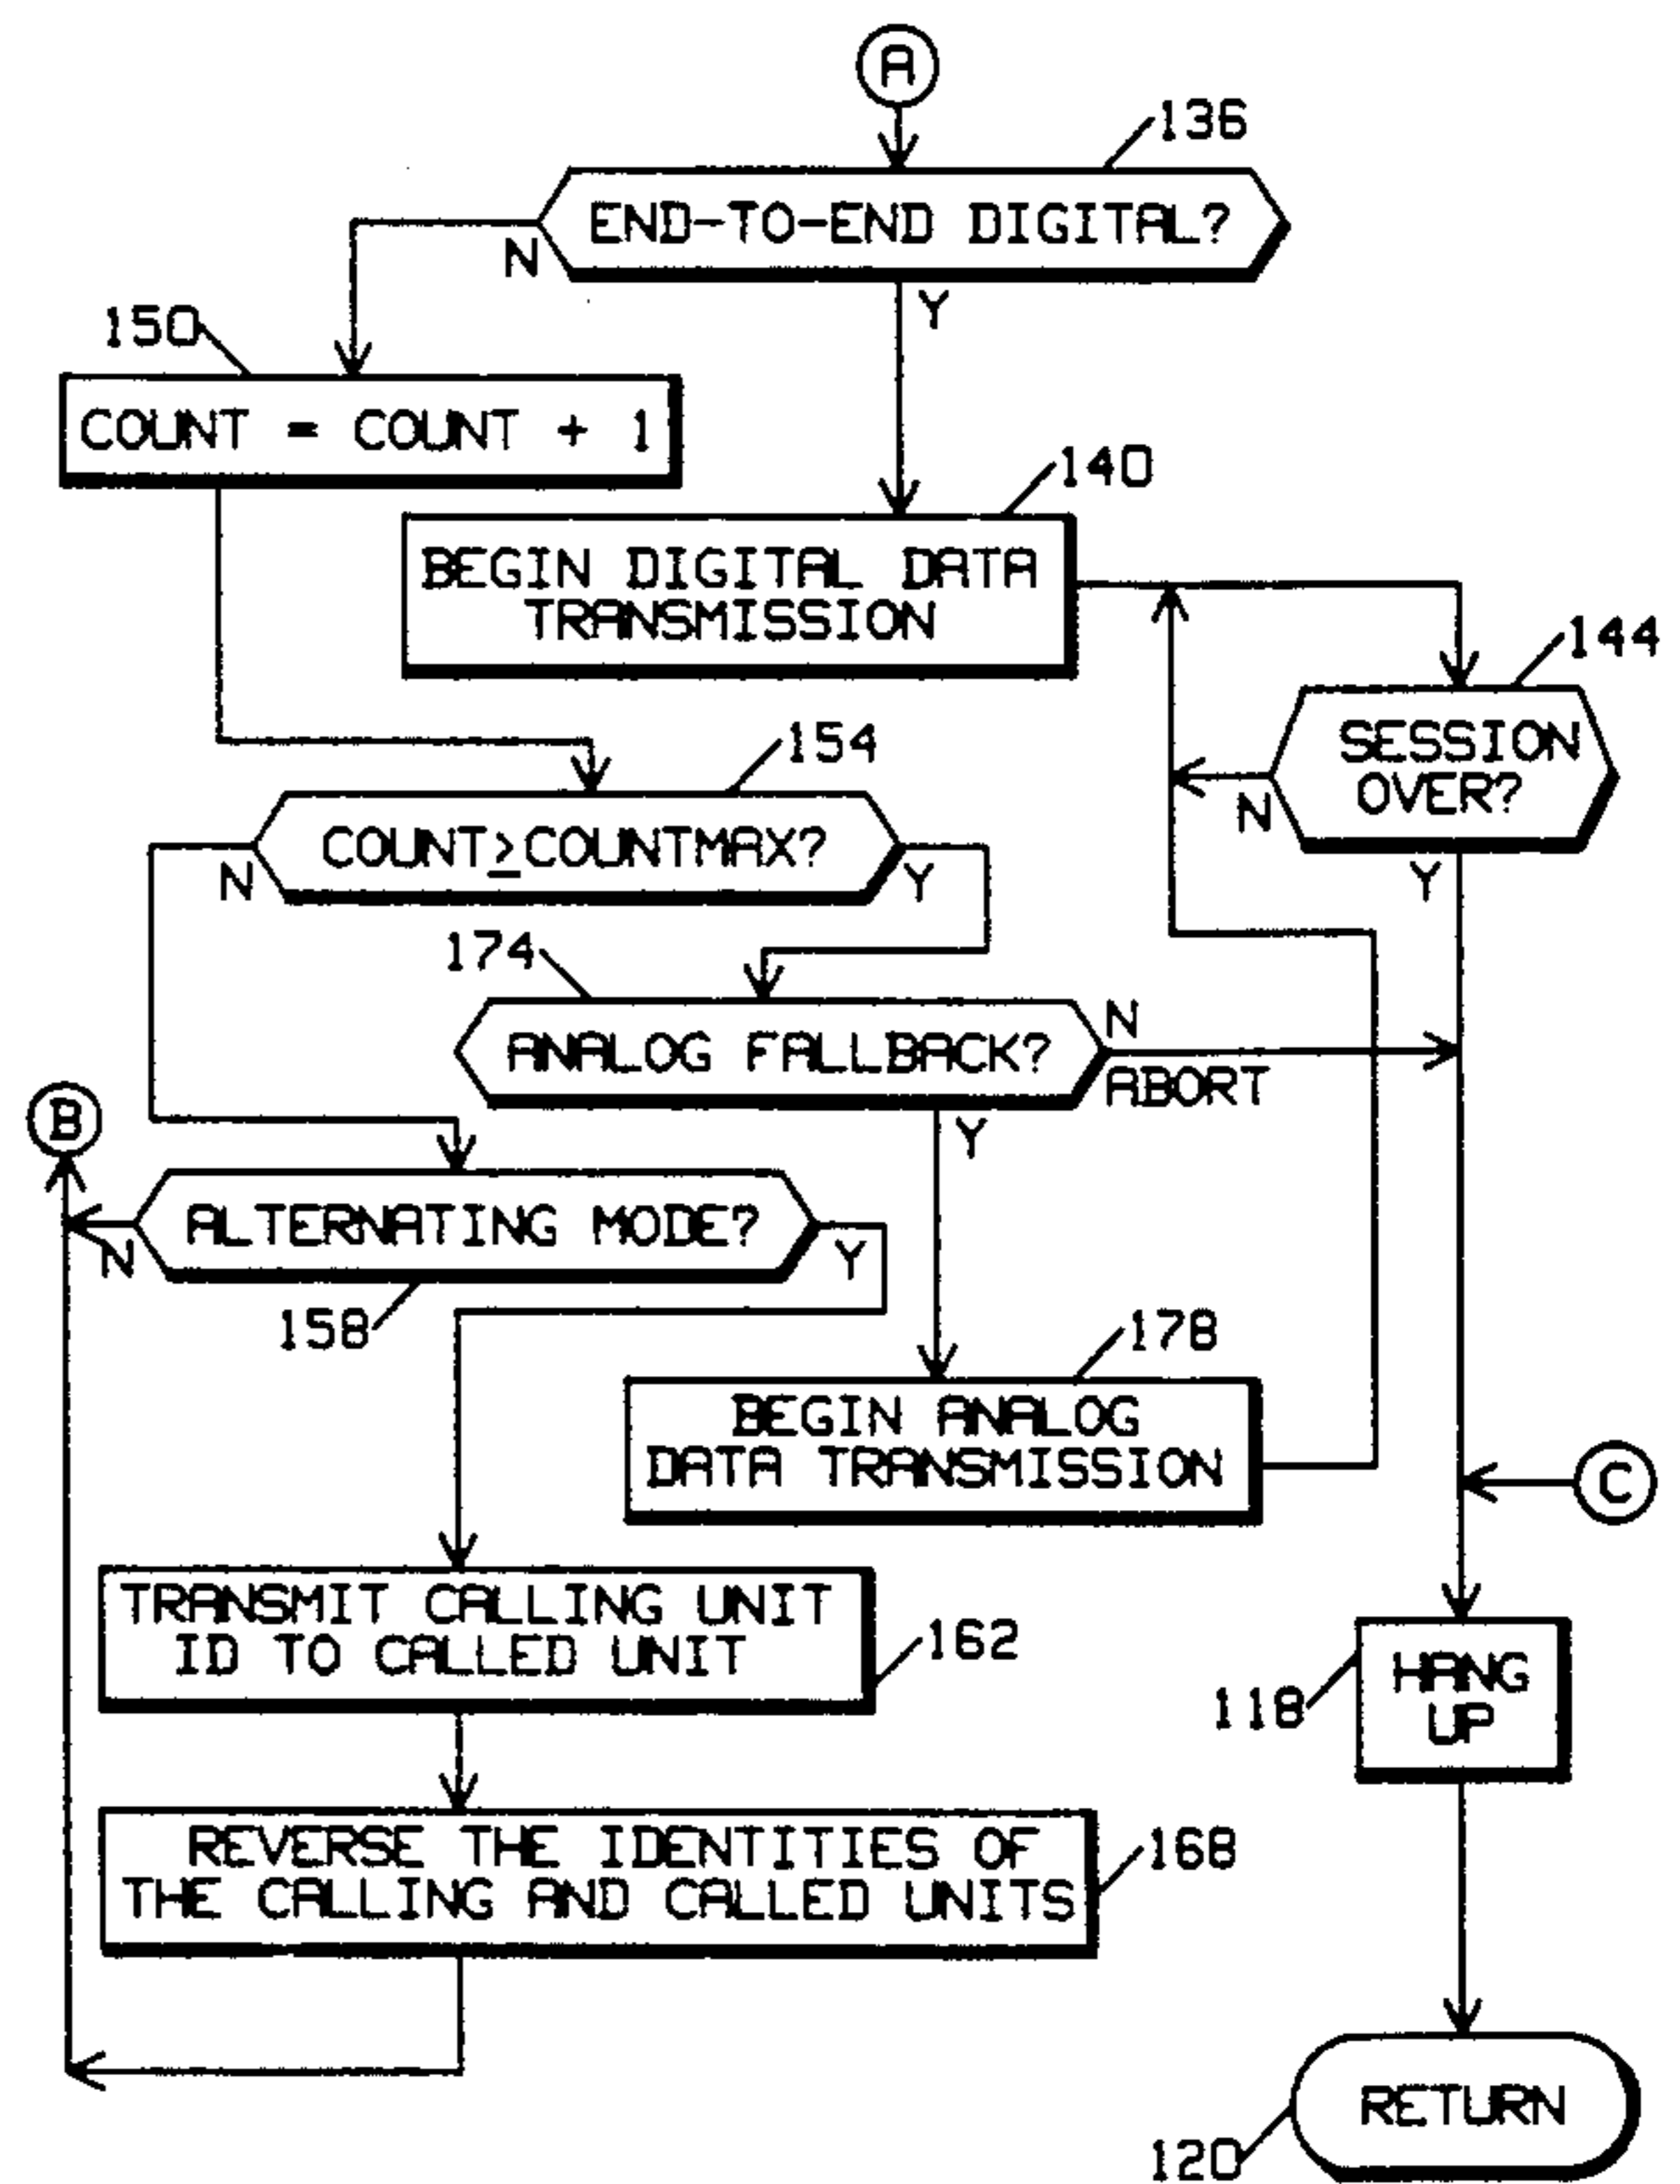 A
136
END-TO-END DIGITAL?
N
Y
150
COUNT = COUNT + 1
140
BEGIN DIGITAL DATA
TRANSMISSION
144
SESSION
OVER?
N
Y
154
COUNT≥COUNTMAX?
N
Y
174
ANALOG FALLBACK?
N
ABORT
Y
B
ALTERNATING MODE?
N
Y
158
178
BEGIN ANALOG
DATA TRANSMISSION
C
TRANSMIT CALLING UNIT
ID TO CALLED UNIT
162
HANG
UP
118
REVERSE THE IDENTITIES OF
THE CALLING AND CALLED UNITS
168
RETURN
120